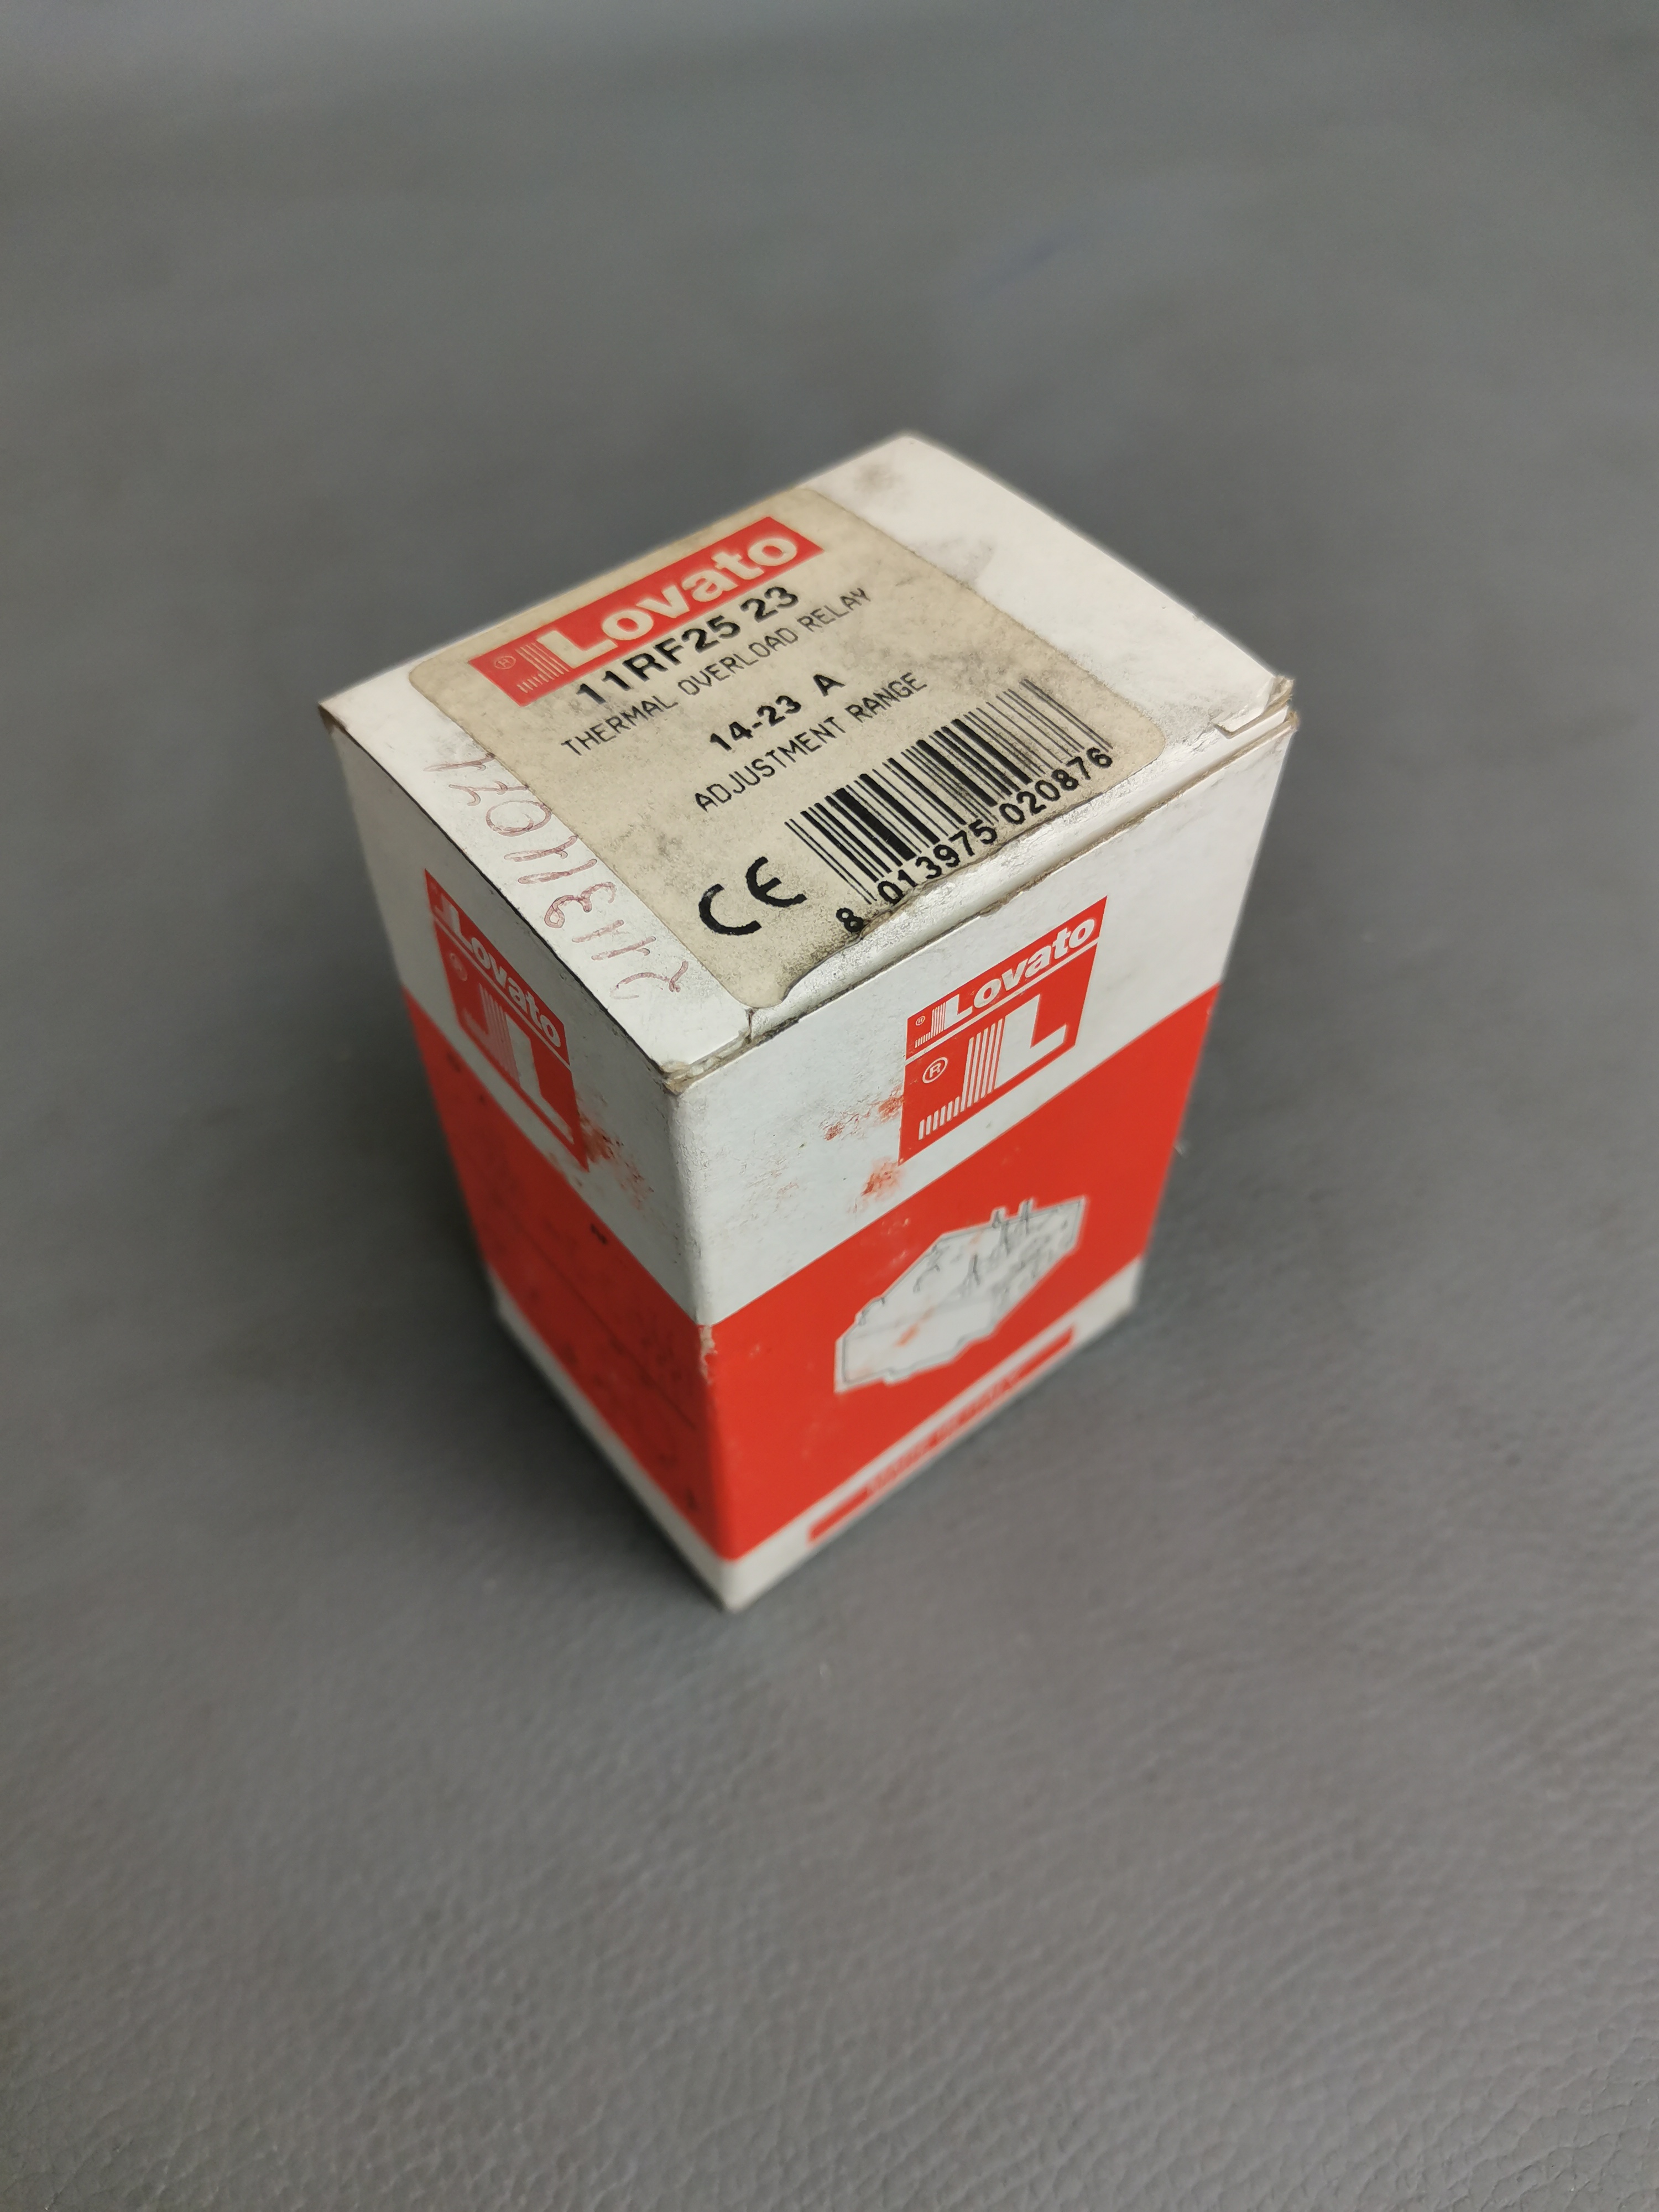 Lovato
11RF25 23
THERMAL OVERLOAD RELAY
14-23 A
ADJUSTMENT RANGE
CE
8 013975 020876
Lovato
L
Lovato
L